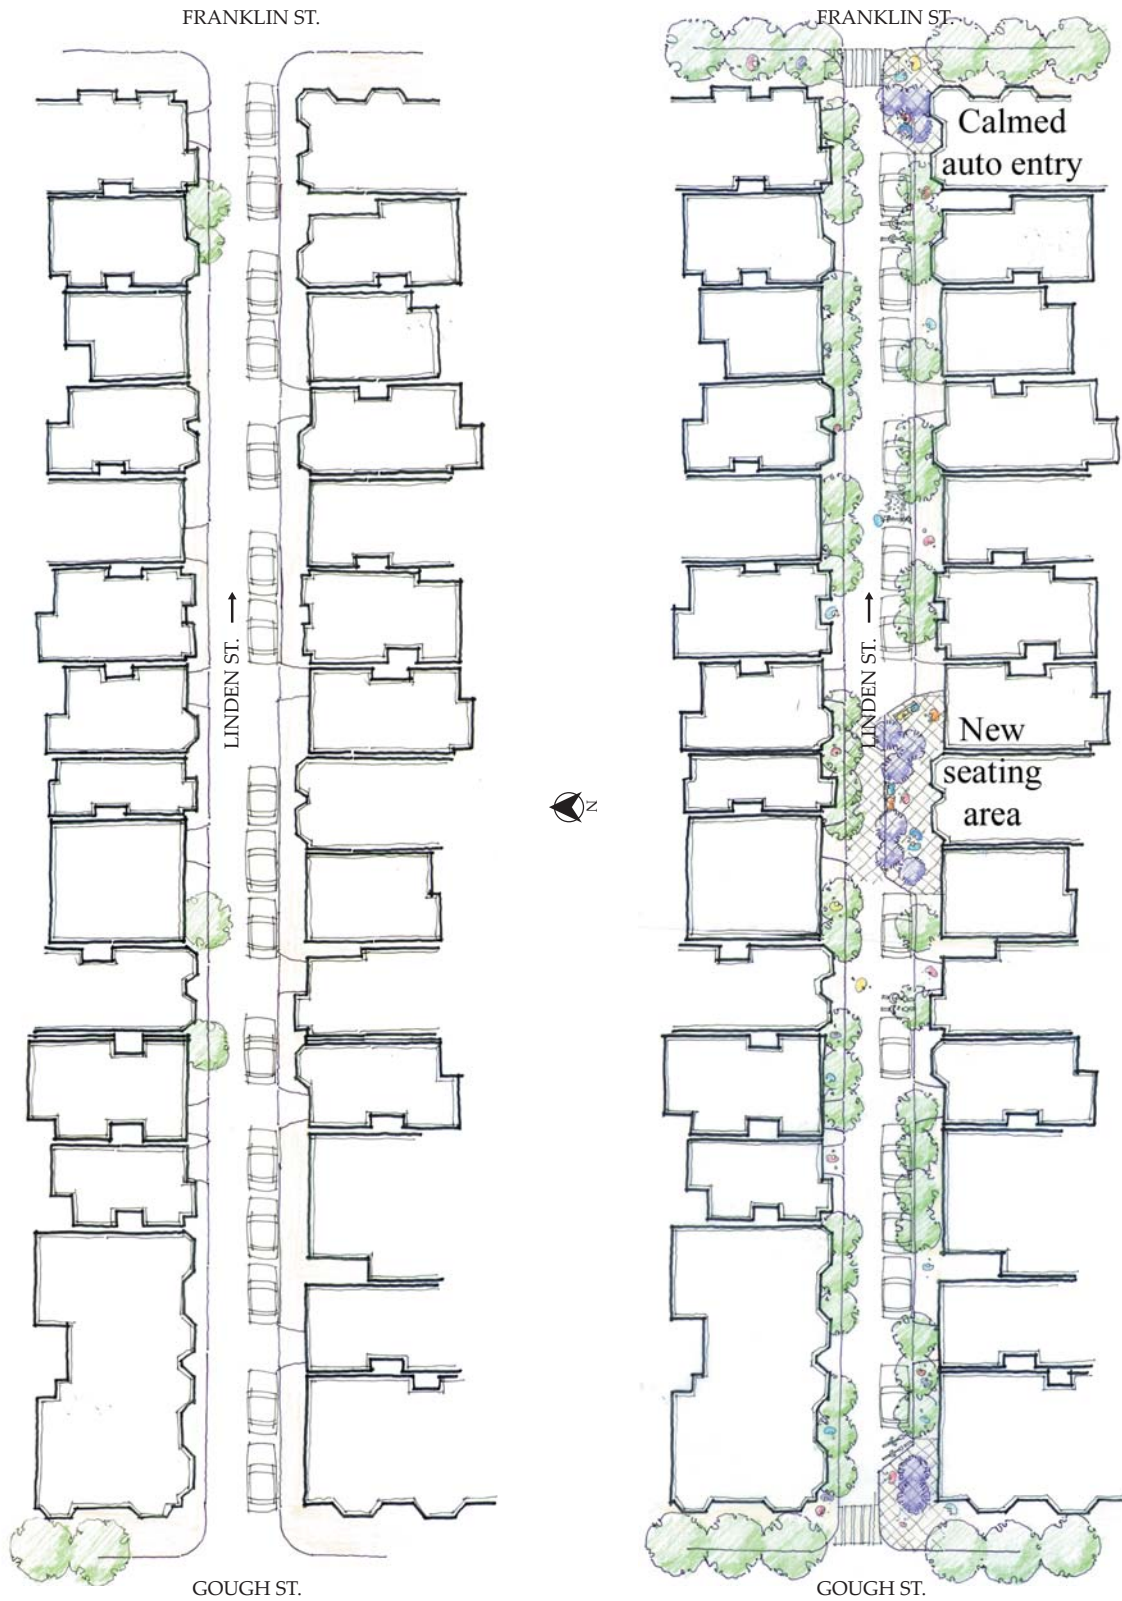 FRANKLIN ST.
FRANKLIN ST.
Calmed
auto entry
LINDEN ST.
LINDEN ST.
New
seating
area
N
GOUGH ST.
GOUGH ST.